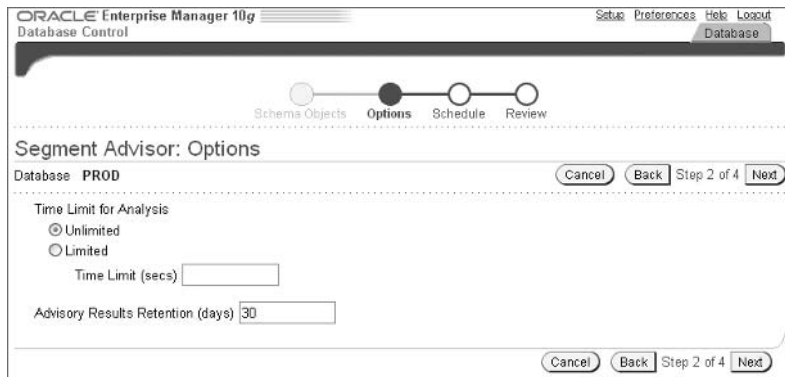 ORACLE Enterprise Manager 10g
Setup Preferences Help Logout
Database Control
Database
Schema Objects Options Schedule Review
Segment Advisor: Options
Database PROD
Cancel Back Step 2 of 4 Next
Time Limit for Analysis
Unlimited
Limited
Time Limit (secs)
Advisory Results Retention (days) 30
Cancel Back Step 2 of 4 Next